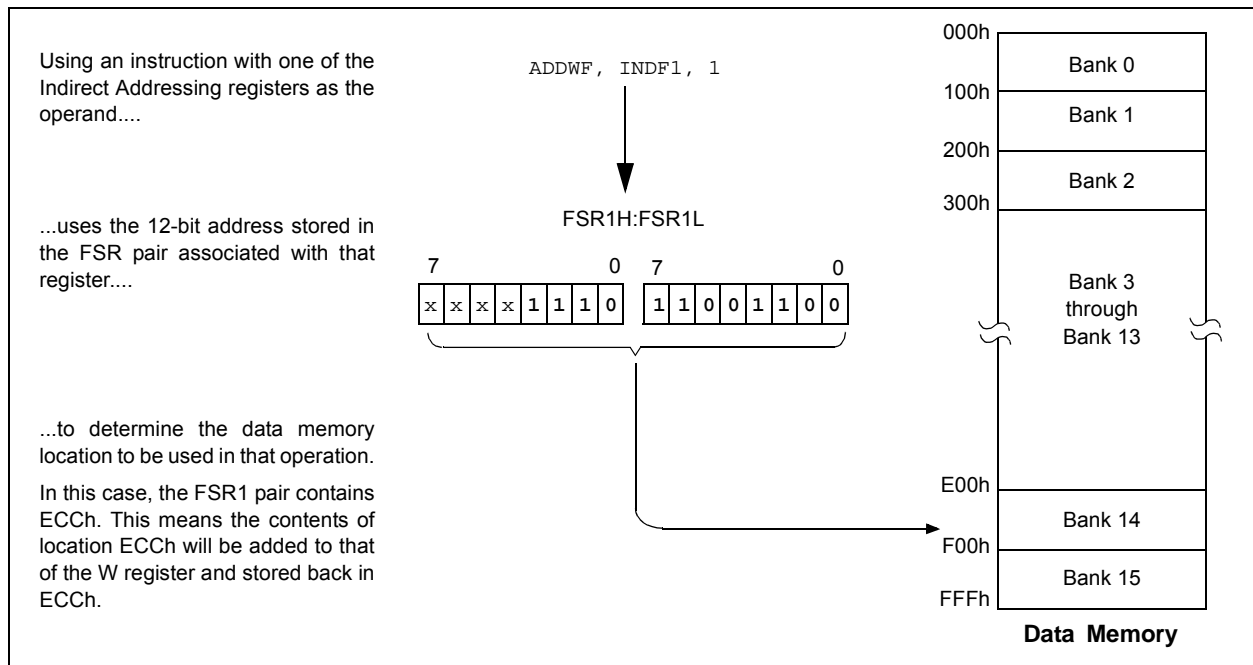 Using an instruction with one of the
Indirect Addressing registers as the
operand....
ADDWF, INDF1, 1
...uses the 12-bit address stored in
the FSR pair associated with that
register....
FSR1H:FSR1L
7 0 7 0
x x x x 1 1 1 0 1 1 0 0 1 1 0 0
...to determine the data memory
location to be used in that operation.
In this case, the FSR1 pair contains
ECCh. This means the contents of
location ECCh will be added to that
of the W register and stored back in
ECCh.
000h
Bank 0
100h
Bank 1
200h
Bank 2
300h
Bank 3
through
Bank 13
E00h
Bank 14
F00h
Bank 15
FFFh
Data Memory